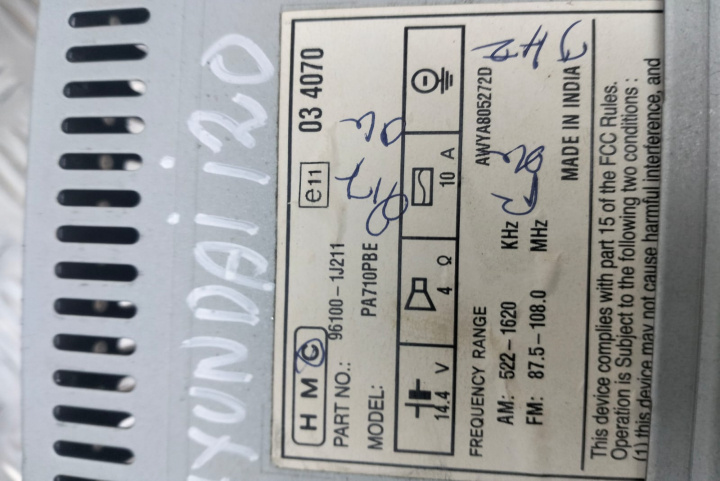 HYUNDAI i20
HMC
e11 03 4070
PART NO.: 96100-1J211
MODEL: PA710PBE
14.4 V 4 Ω 10 A
FREQUENCY RANGE AWYA805272D
AM: 522-1620 KHz
FM: 87.5-108.0 MHz
MADE IN INDIA
This device complies with part 15 of the FCC Rules.
Operation is Subject to the following two conditions :
(1) this device may not cause harmful interference, and